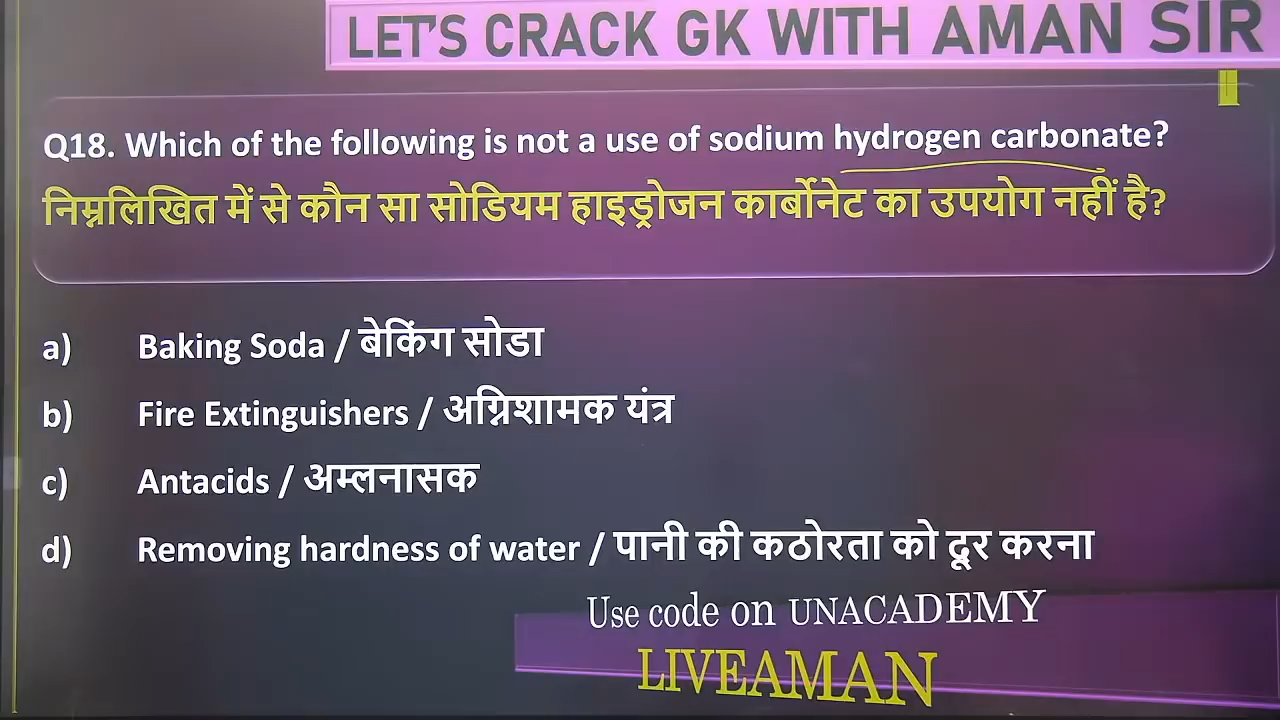 LET'S CRACK GK WITH AMAN SIR
Q18. Which of the following is not a use of sodium hydrogen carbonate?
निम्नलिखित में से कौन सा सोडियम हाइड्रोजन कार्बोनेट का उपयोग नहीं है?
a) Baking Soda / बेकिंग सोडा
b) Fire Extinguishers / अग्निशामक यंत्र
c) Antacids / अम्लनासक
d) Removing hardness of water / पानी की कठोरता को दूर करना
Use code on UNACADEMY
LIVEAMAN